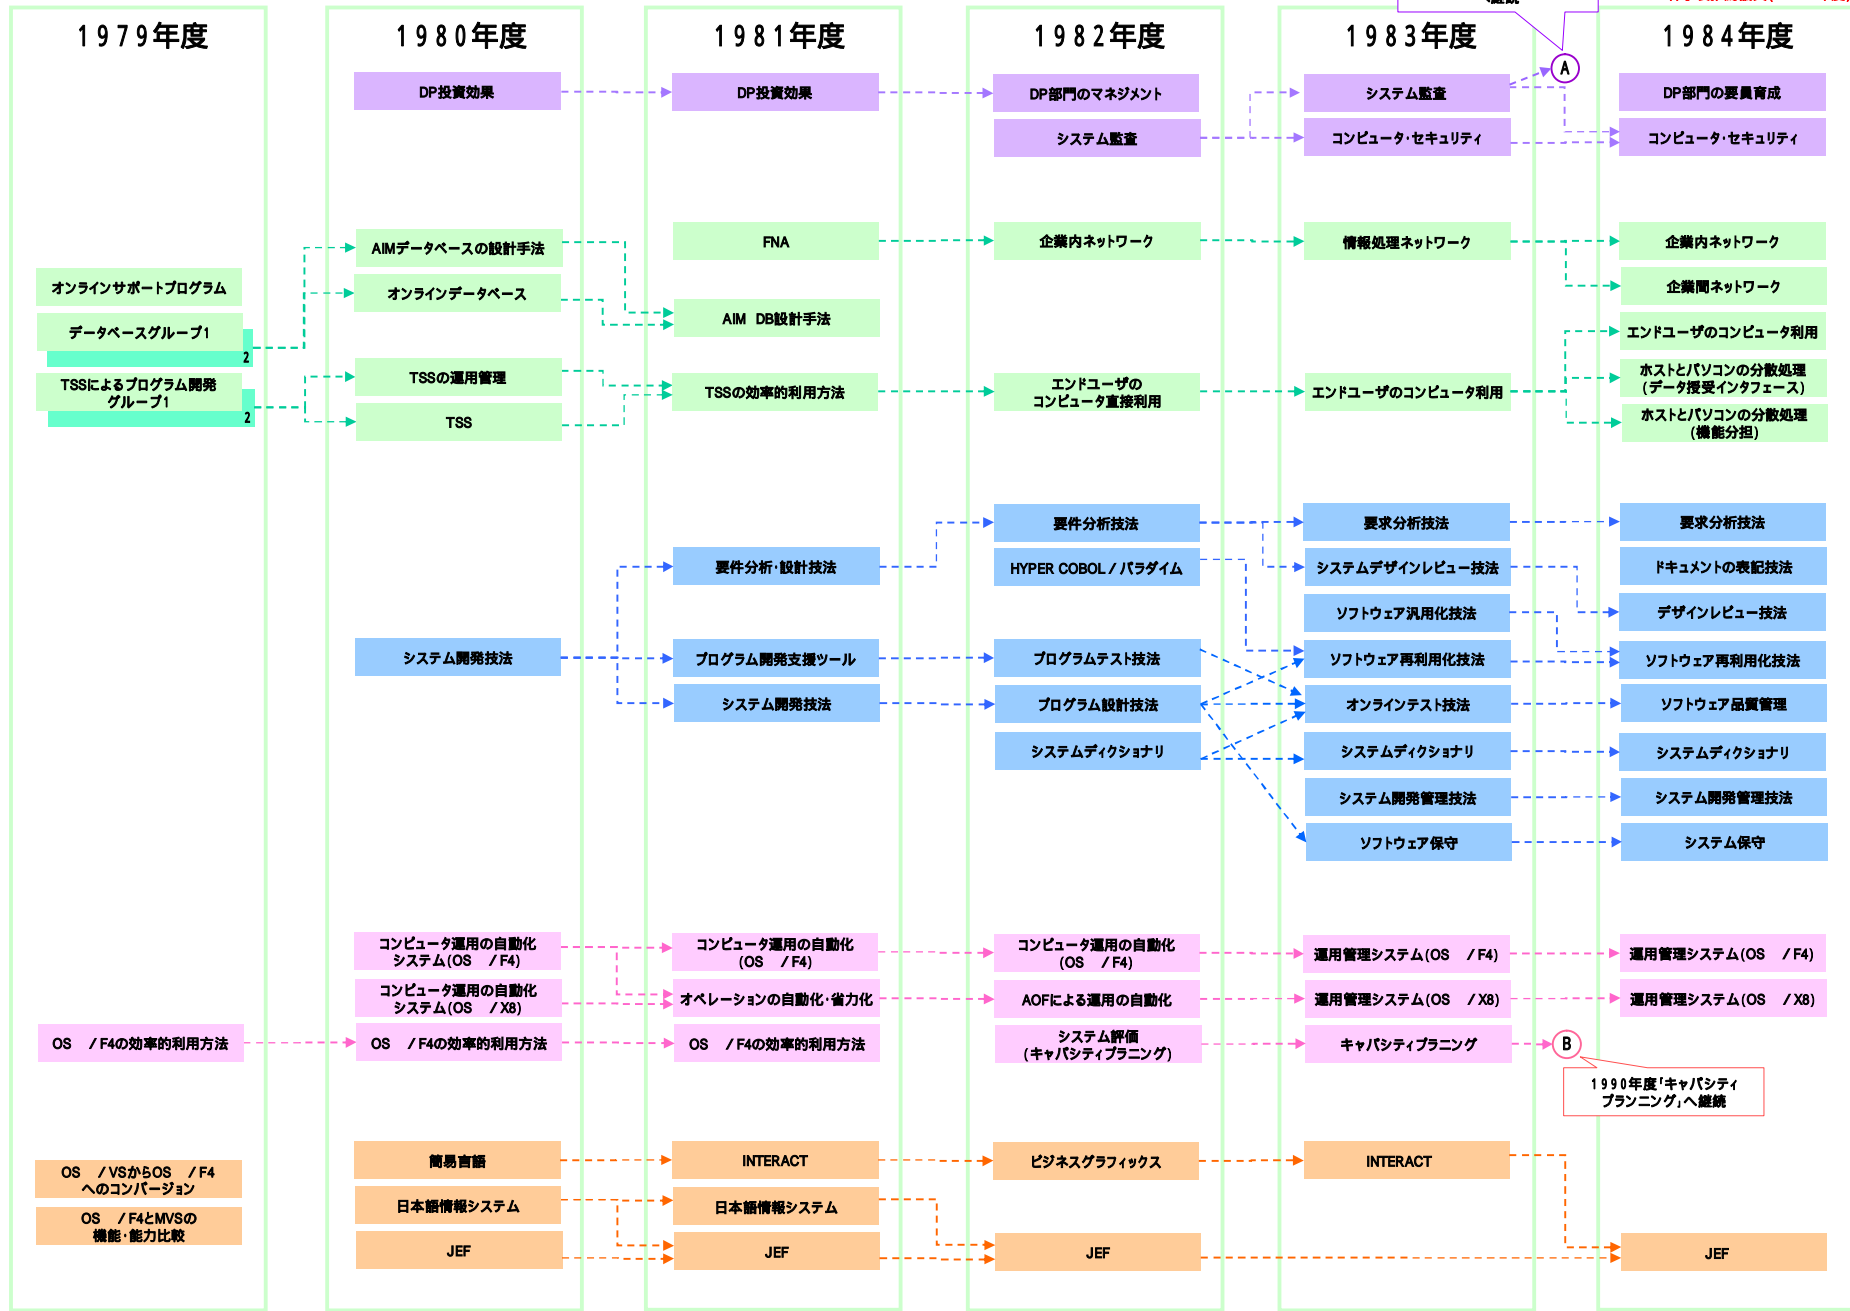 1979年度
オンラインサポートプログラム
データベースグループ1
2
TSSによるプログラム開発
グループ1
2
OS /F4の効率的利用方法
OS /VSからOS /F4
へのコンバージョン
OS /F4とMVSの
機能・能力比較
1980年度
DP投資効果
AIMデータベースの設計手法
オンラインデータベース
TSSの運用管理
TSS
システム開発技法
コンピュータ運用の自動化
システム(OS /F4)
コンピュータ運用の自動化
システム(OS /X8)
OS /F4の効率的利用方法
簡易言語
日本語情報システム
JEF
1981年度
DP投資効果
FNA
AIM DB設計手法
TSSの効率的利用方法
要件分析・設計技法
プログラム開発支援ツール
システム開発技法
コンピュータ運用の自動化
(OS /F4)
オペレーションの自動化・省力化
OS /F4の効率的利用方法
INTERACT
日本語情報システム
JEF
1982年度
DP部門のマネジメント
システム監査
企業内ネットワーク
エンドユーザの
コンピュータ直接利用
要件分析技法
HYPER COBOL / パラダイム
プログラムテスト技法
プログラム設計技法
システムディクショナリ
コンピュータ運用の自動化
(OS /F4)
AOFによる運用の自動化
システム評価
(キャパシティプラニング)
ビジネスグラフィックス
JEF
1983年度
システム監査
コンピュータ・セキュリティ
情報処理ネットワーク
エンドユーザのコンピュータ利用
要求分析技法
システムデザインレビュー技法
ソフトウェア汎用化技法
ソフトウェア再利用化技法
オンラインテスト技法
システムディクショナリ
システム開発管理技法
ソフトウェア保守
運用管理システム(OS /F4)
運用管理システム(OS /X8)
キャパシティプラニング
INTERACT
A
B
1990年度「キャパシティ
プランニング」へ継続
1984年度
DP部門の要員育成
コンピュータ・セキュリティ
企業内ネットワーク
企業間ネットワーク
エンドユーザのコンピュータ利用
ホストとパソコンの分散処理
(データ授受インタフェース)
ホストとパソコンの分散処理
(機能分担)
要求分析技法
ドキュメントの表記技法
デザインレビュー技法
ソフトウェア再利用化技法
ソフトウェア品質管理
システムディクショナリ
システム開発管理技法
システム保守
運用管理システム(OS /F4)
運用管理システム(OS /X8)
JEF